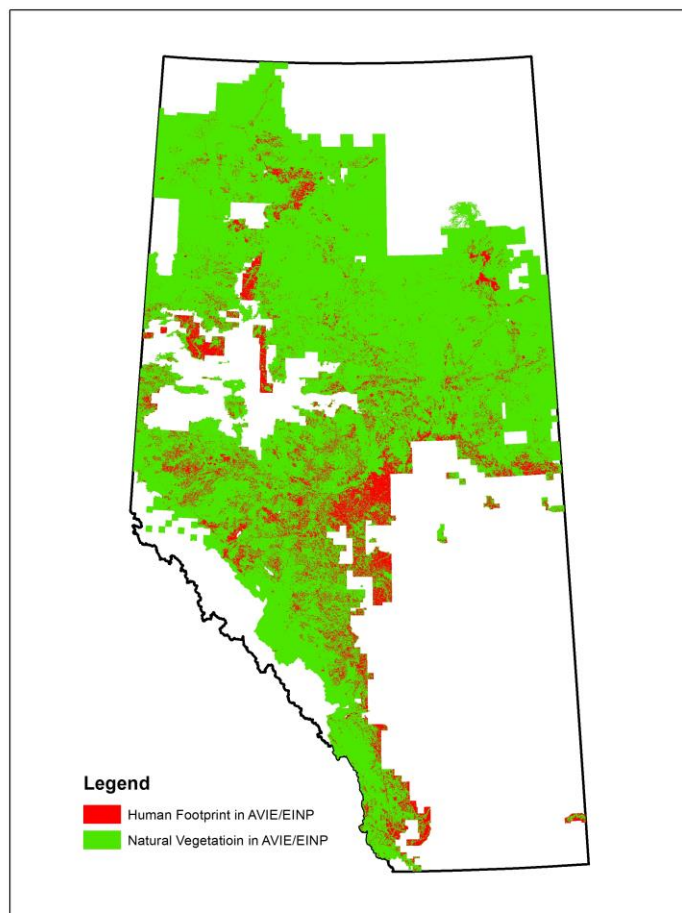 Legend
Human Footprint in AVIE/EINP
Natural Vegetatioin in AVIE/EINP